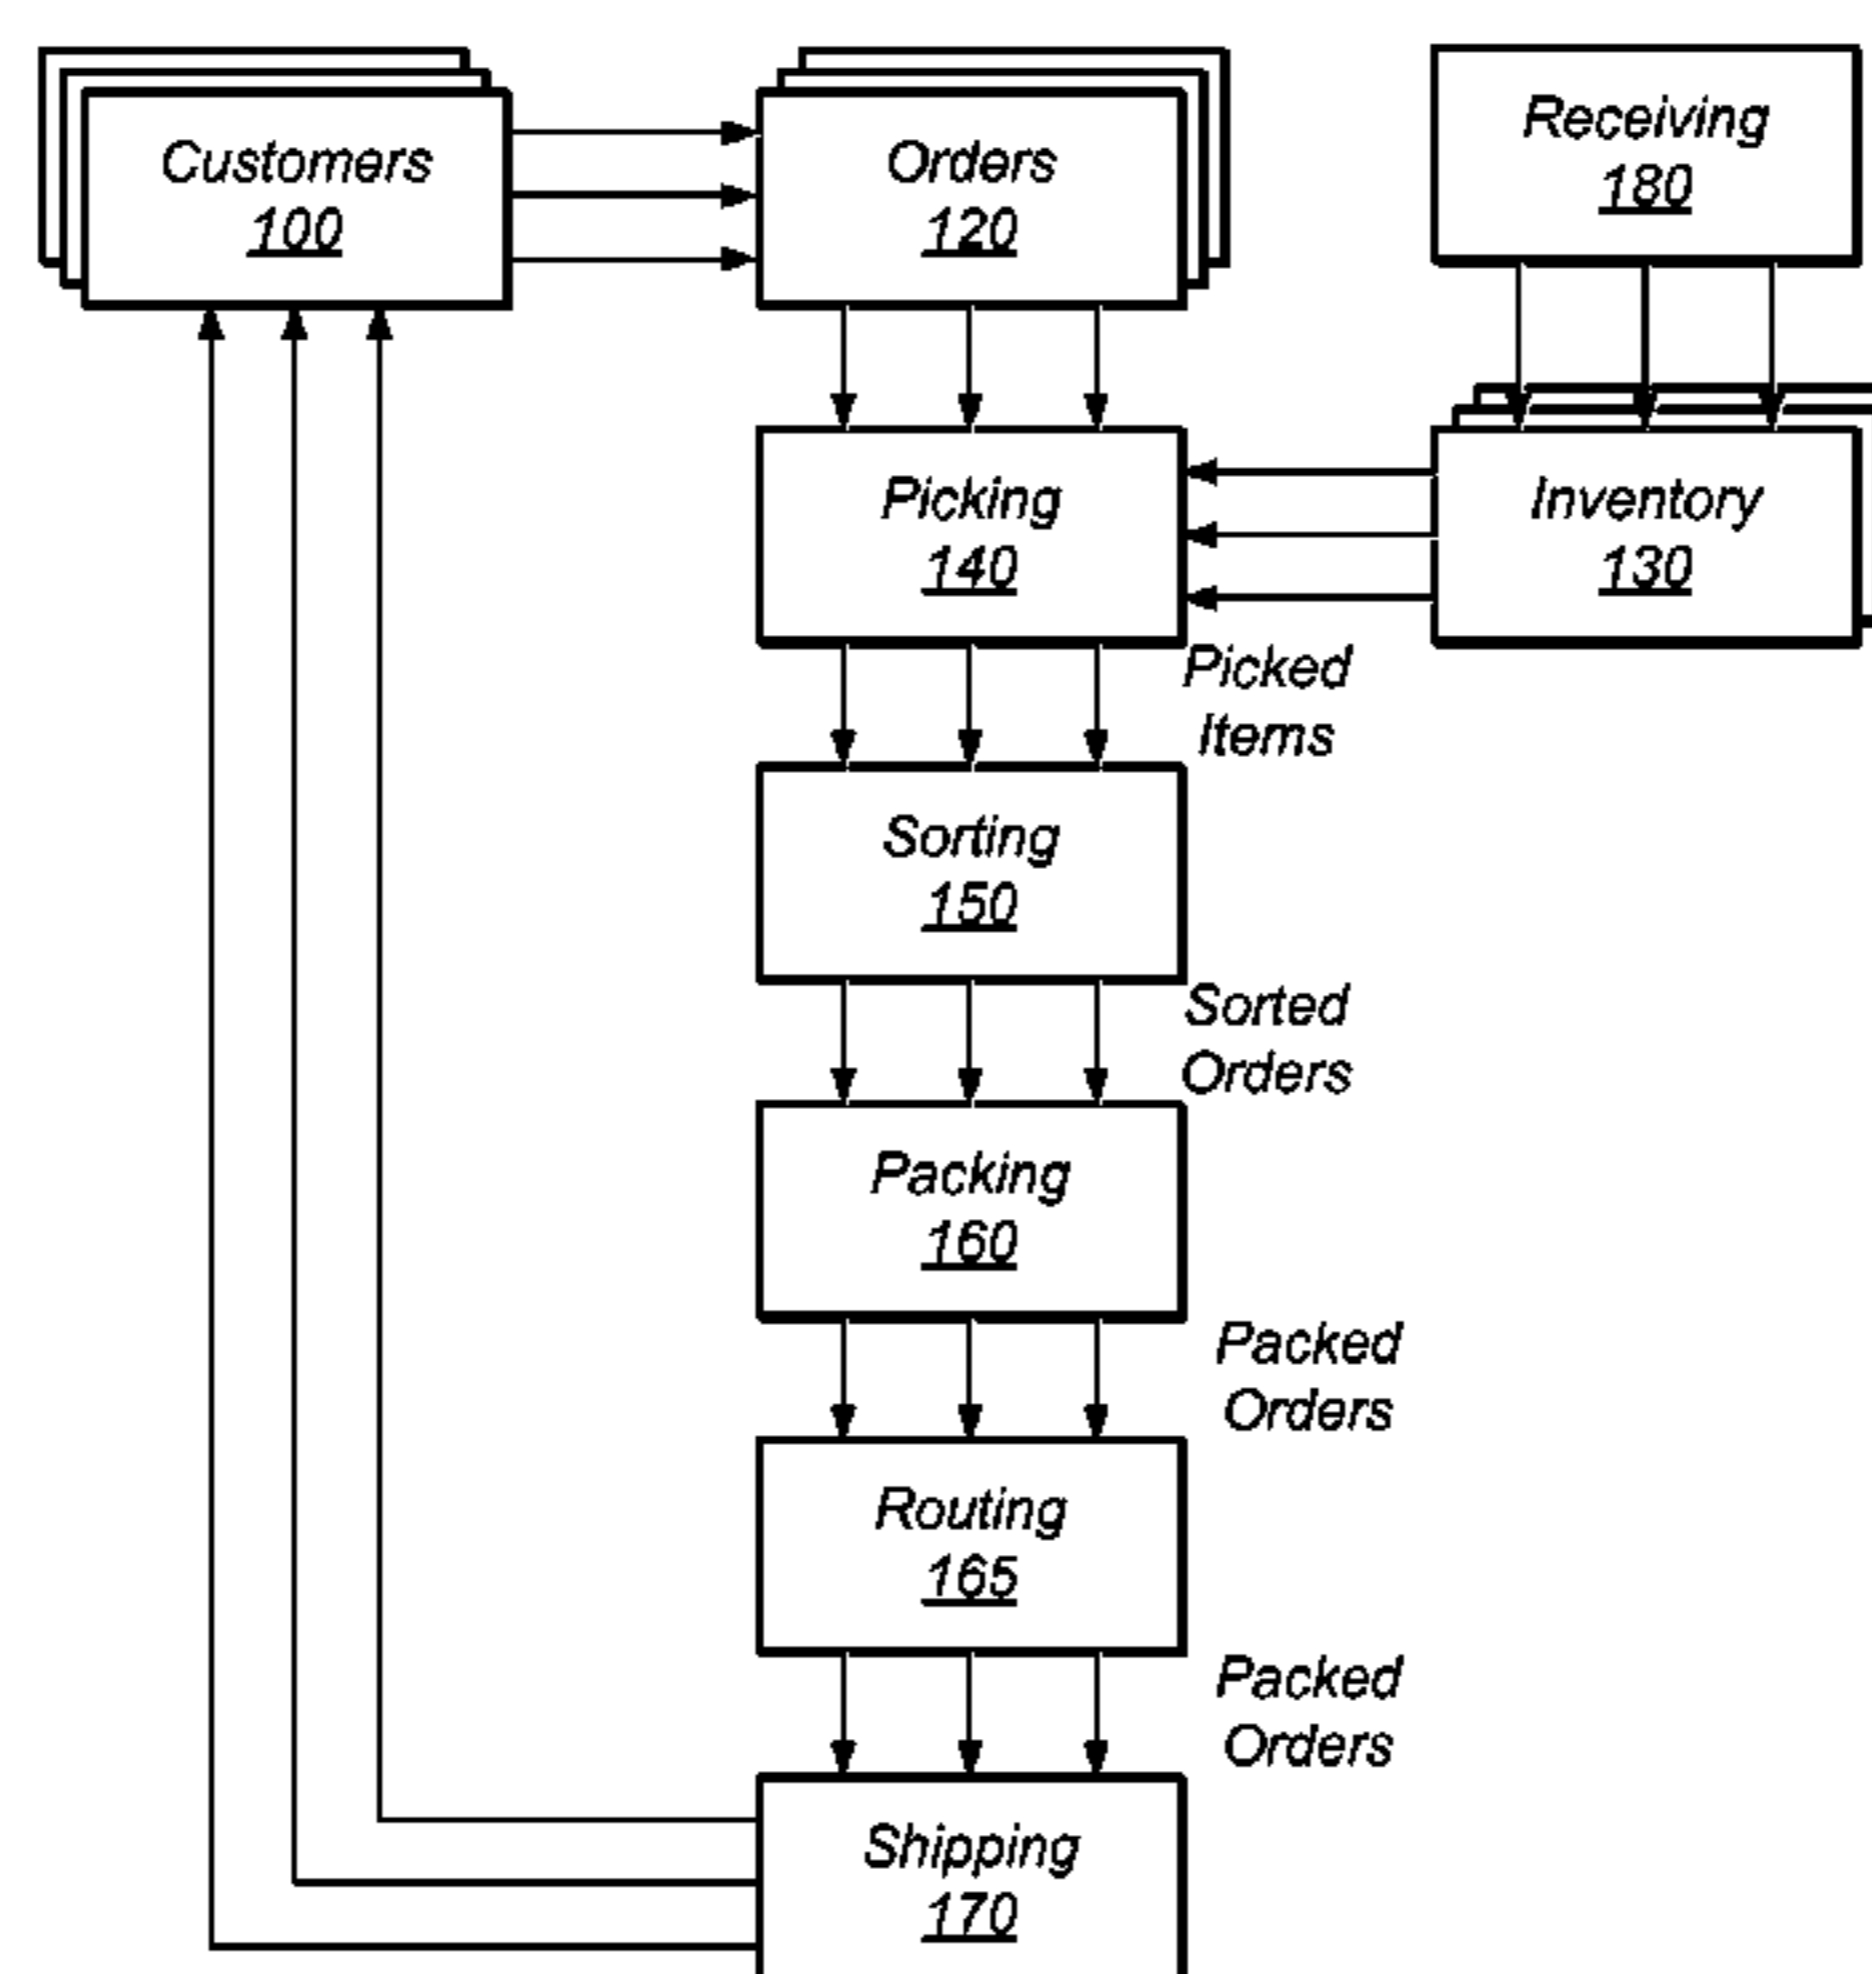 Customers
100
Orders
120
Receiving
180
Picking
140
Inventory
130
Picked
Items
Sorting
150
Sorted
Orders
Packing
160
Packed
Orders
Routing
165
Packed
Orders
Shipping
170